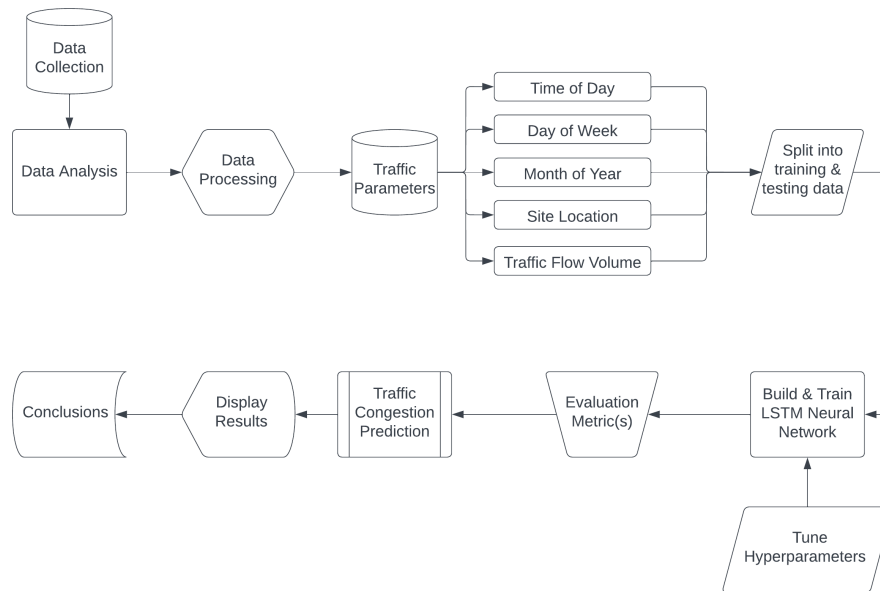 Data
Collection
Data Analysis
Data
Processing
Traffic
Parameters
Time of Day
Day of Week
Month of Year
Site Location
Traffic Flow Volume
Split into
training &
testing data
Conclusions
Display
Results
Traffic
Congestion
Prediction
Evaluation
Metric(s)
Build & Train
LSTM Neural
Network
Tune
Hyperparameters